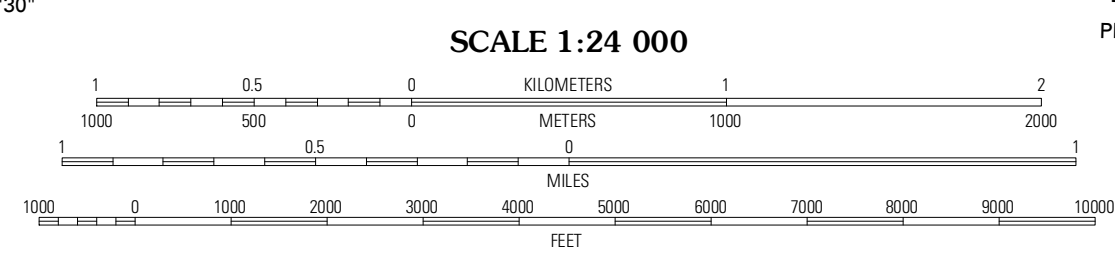 '30"
SCALE 1:24 000
1 0.5 0 KILOMETERS 1 2
1000 500 0 METERS 1000 2000
1 0.5 0 1
MILES
1000 0 1000 2000 3000 4000 5000 6000 7000 8000 9000 10000
FEET